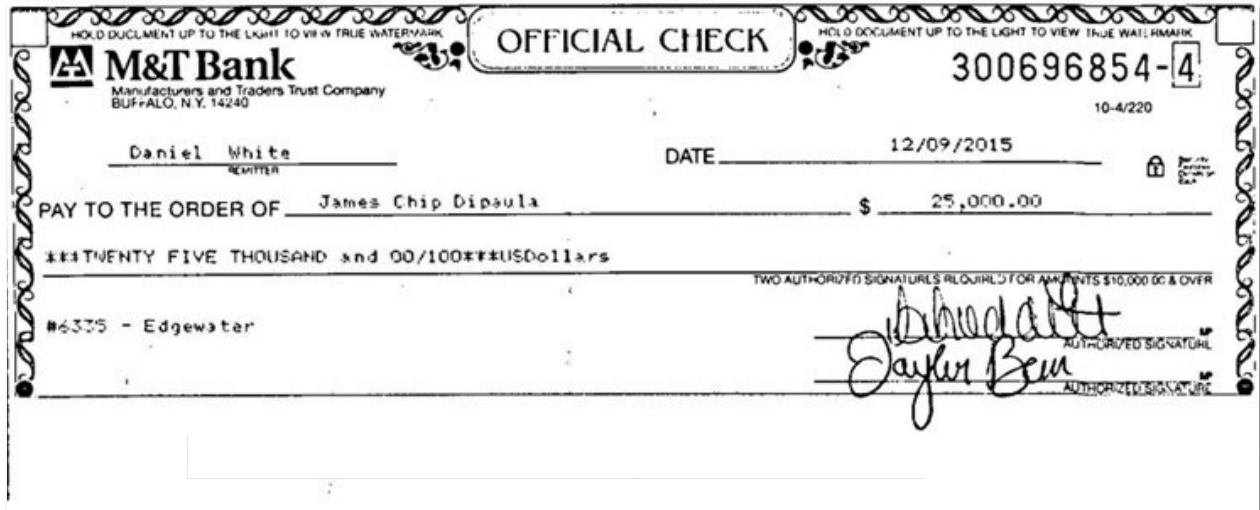 HOLD DOCUMENT UP TO THE LIGHT TO VIEW TRUE WATERMARK
OFFICIAL CHECK
HOLD DOCUMENT UP TO THE LIGHT TO VIEW TRUE WATERMARK
M&T Bank
Manufacturers and Traders Trust Company
BUFFALO, N.Y. 14240
300696854-4
10-4/220
Daniel White
REMITTER
DATE 12/09/2015
PAY TO THE ORDER OF James Chip Dipaula $ 25,000.00
***TWENTY FIVE THOUSAND and 00/100***USDollars
TWO AUTHORIZED SIGNATURES REQUIRED FOR AMOUNTS $10,000.00 & OVER
#6335 - Edgewater
AUTHORIZED SIGNATURE
Taylor
AUTHORIZED SIGNATURE